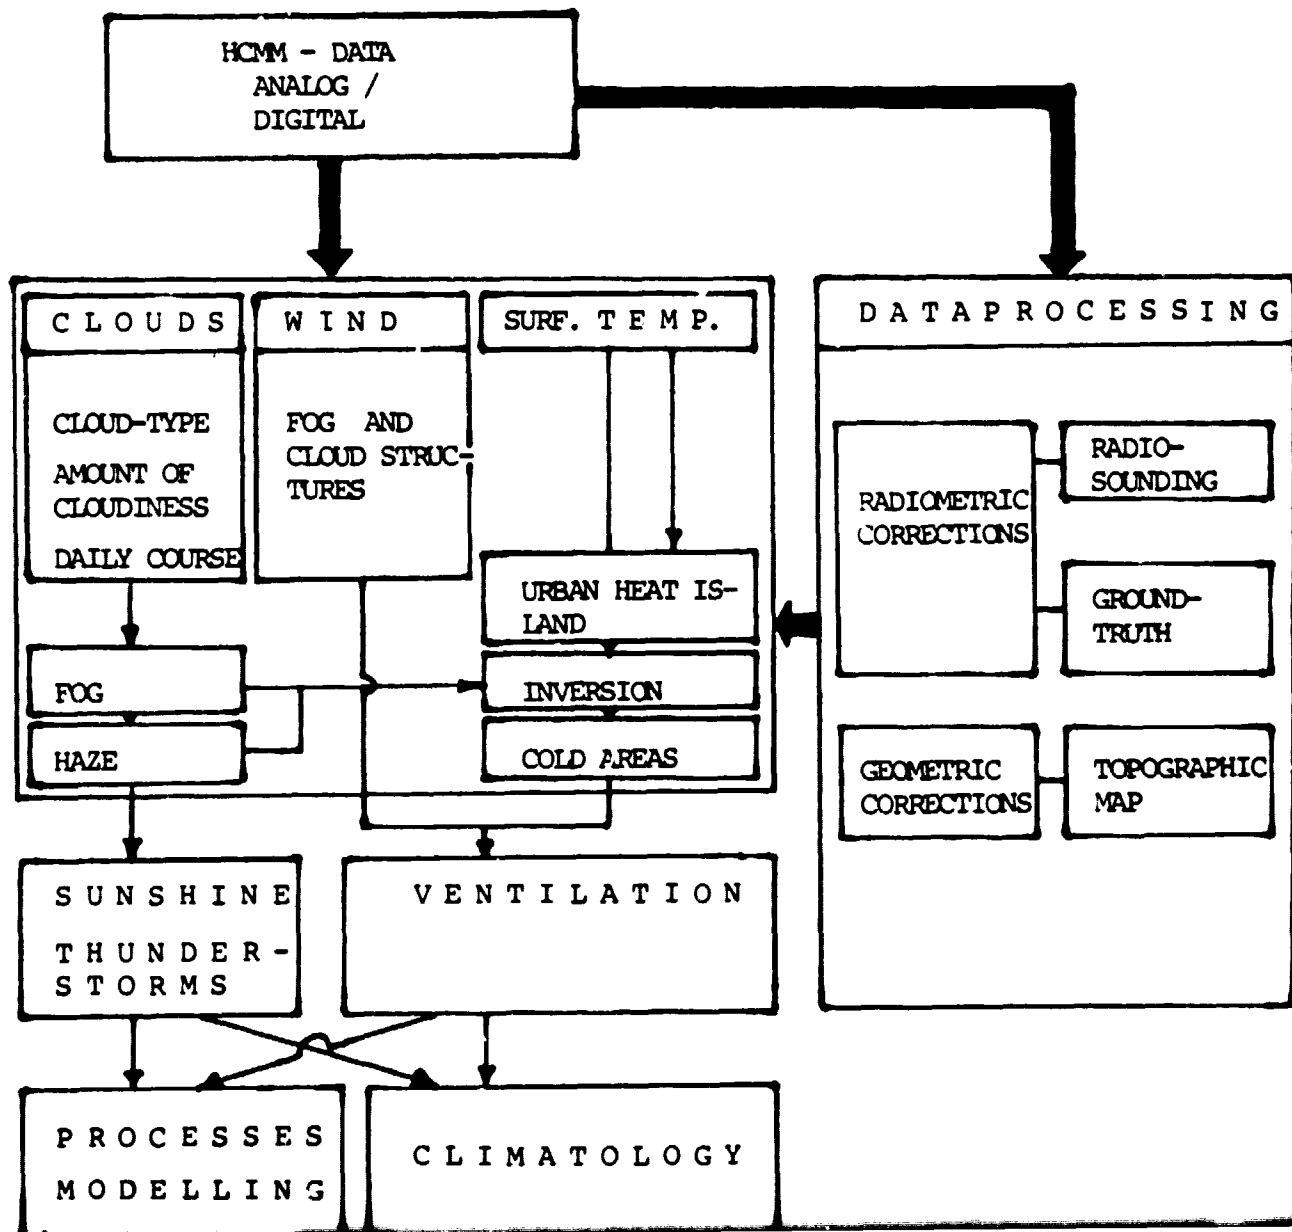 HCMM - DATA
ANALOG /
DIGITAL
CLOUDS
CLOUD-TYPE
AMOUNT OF
CLOUDINESS
DAILY COURSE
FOG
HAZE
WIND
FOG AND
CLOUD STRUC-
TURES
SURF. TEMP.
URBAN HEAT IS-
LAND
INVERSION
COLD AREAS
DATAPROCESSING
RADIOMETRIC
CORRECTIONS
RADIO-
SOUNDING
GROUND-
TRUTH
GEOMETRIC
CORRECTIONS
TOPOGRAPHIC
MAP
SUNSHINE
THUNDER-
STORMS
VENTILATION
PROCESSES
MODELLING
CLIMATOLOGY